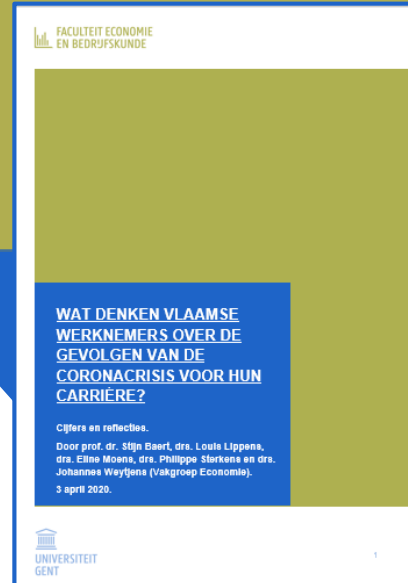 FACULTEIT ECONOMIE
EN BEDRIJFSKUNDE
WAT DENKEN VLAAMSE
WERKNEMERS OVER DE
GEVOLGEN VAN DE
CORONACRISIS VOOR HUN
CARRIÈRE?
Cijfers en reflecties.
Door prof. dr. Stijn Baert, drs. Louis Lippens,
drs. Eline Moens, drs. Philippe Sterkens en drs.
Johannes Weytjens (Vakgroep Economie).
3 april 2020.
UNIVERSITEIT
GENT
1